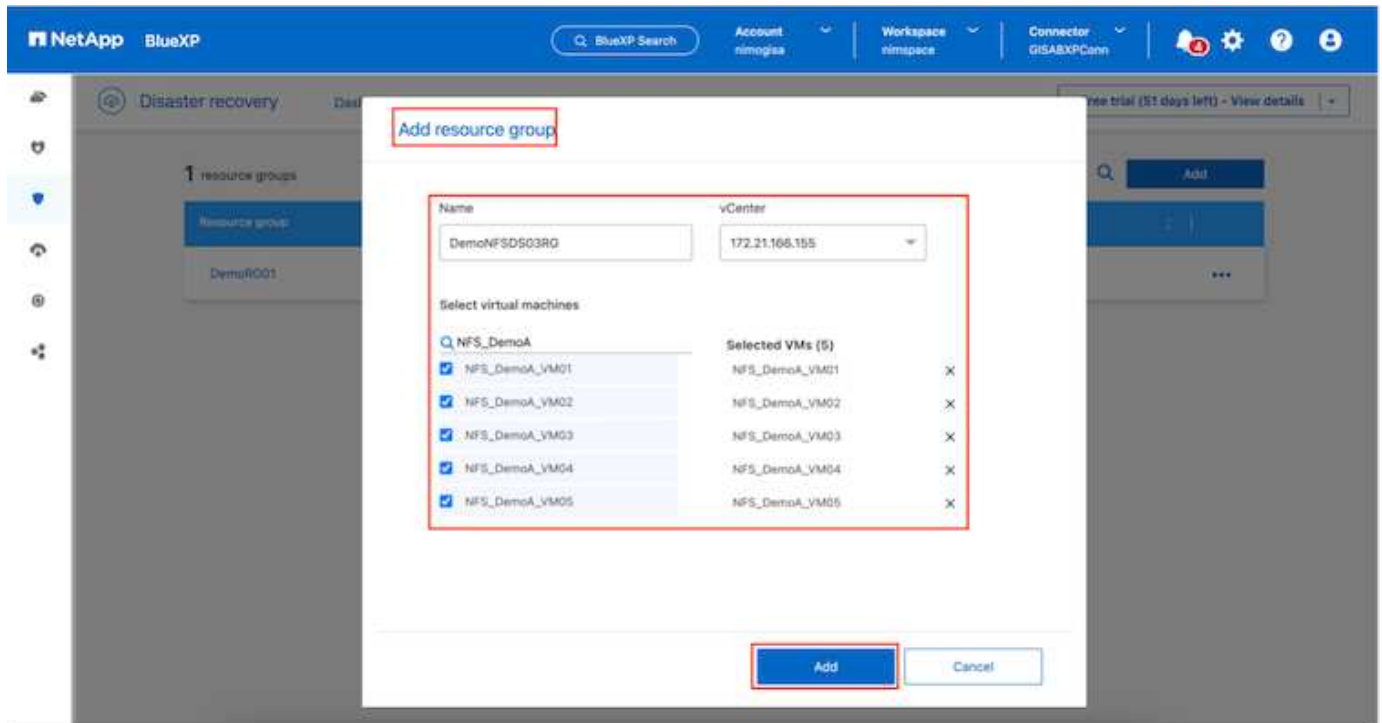 NetApp BlueXP
BlueXP Search
Account
nimogisa
Workspace
nimspace
Connector
GISABXPConn
4
Disaster recovery
Free trial (51 days left) - View details
Add resource group
1 resource groups
Add
Resource group
DemoRG01
Name
DemoNFSDS03RG
vCenter
172.21.166.155
Select virtual machines
NFS_DemoA
Selected VMs (5)
NFS_DemoA_VM01 NFS_DemoA_VM01
NFS_DemoA_VM02 NFS_DemoA_VM02
NFS_DemoA_VM03 NFS_DemoA_VM03
NFS_DemoA_VM04 NFS_DemoA_VM04
NFS_DemoA_VM05 NFS_DemoA_VM05
Add Cancel